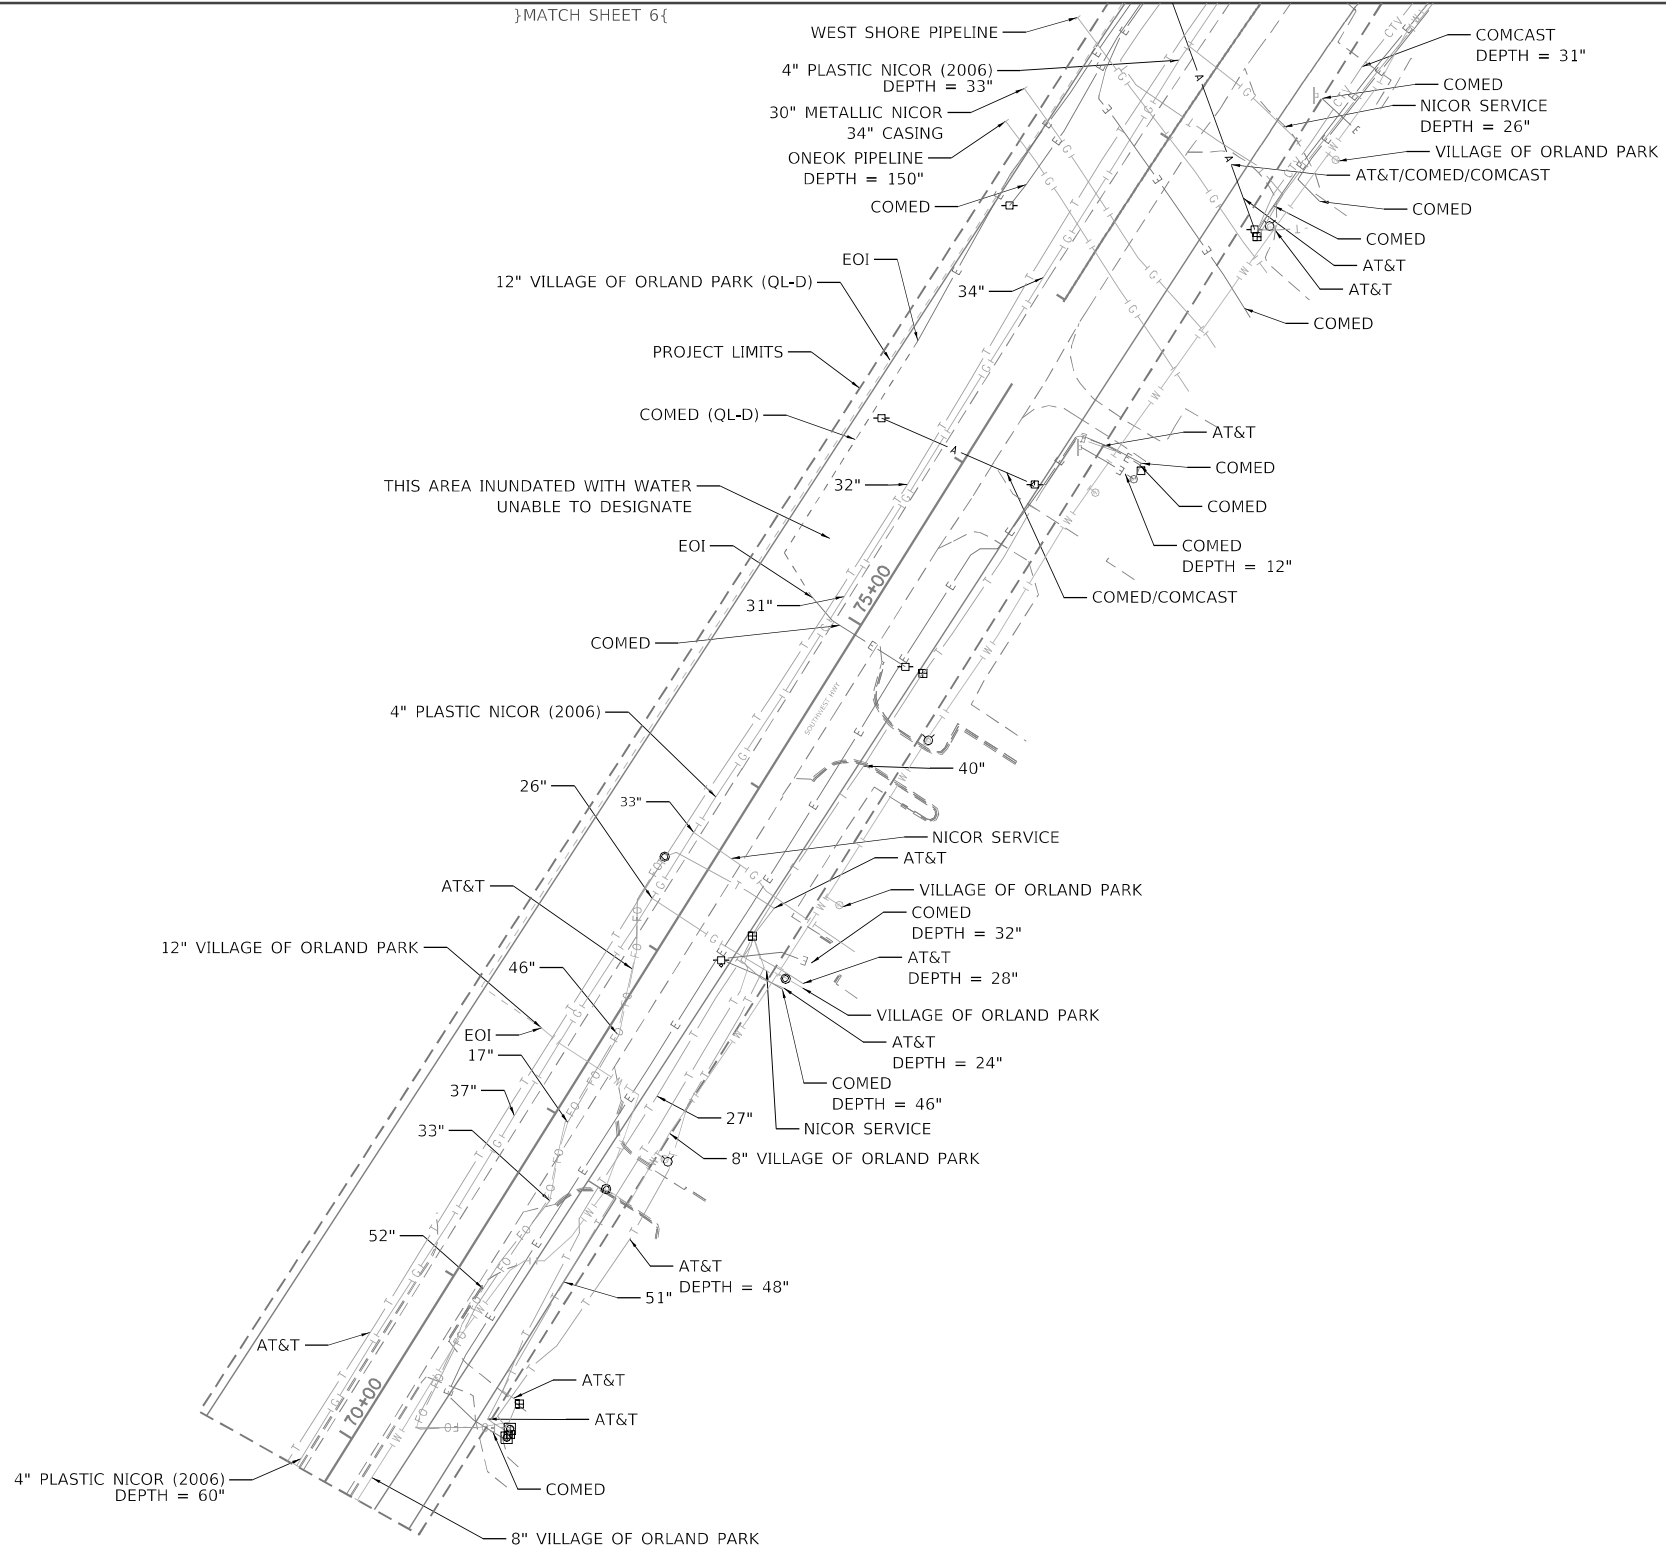 }MATCH SHEET 6{
WEST SHORE PIPELINE
4" PLASTIC NICOR (2006)
DEPTH = 33"
30" METALLIC NICOR
34" CASING
ONEOK PIPELINE
DEPTH = 150"
COMED
EOI
12" VILLAGE OF ORLAND PARK (QL-D)
34"
PROJECT LIMITS
COMED (QL-D)
THIS AREA INUNDATED WITH WATER
UNABLE TO DESIGNATE
32"
EOI
31"
COMED
75+00
SOUTHWEST HWY
4" PLASTIC NICOR (2006)
26"
33"
AT&T
12" VILLAGE OF ORLAND PARK
46"
EOI
17"
37"
33"
52"
AT&T
70+00
4" PLASTIC NICOR (2006)
DEPTH = 60"
COMCAST
DEPTH = 31"
COMED
NICOR SERVICE
DEPTH = 26"
VILLAGE OF ORLAND PARK
AT&T/COMED/COMCAST
COMED
COMED
AT&T
AT&T
COMED
AT&T
COMED
COMED
COMED
DEPTH = 12"
COMED/COMCAST
40"
NICOR SERVICE
AT&T
VILLAGE OF ORLAND PARK
COMED
DEPTH = 32"
AT&T
DEPTH = 28"
VILLAGE OF ORLAND PARK
AT&T
DEPTH = 24"
COMED
DEPTH = 46"
27"
NICOR SERVICE
8" VILLAGE OF ORLAND PARK
AT&T
DEPTH = 48"
51"
AT&T
AT&T
COMED
8" VILLAGE OF ORLAND PARK